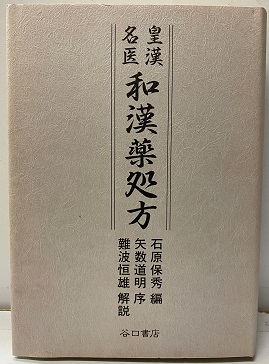 皇漢
名医
和漢薬処方
石原保秀 編
矢数道明 序
難波恒雄 解説
谷口書店